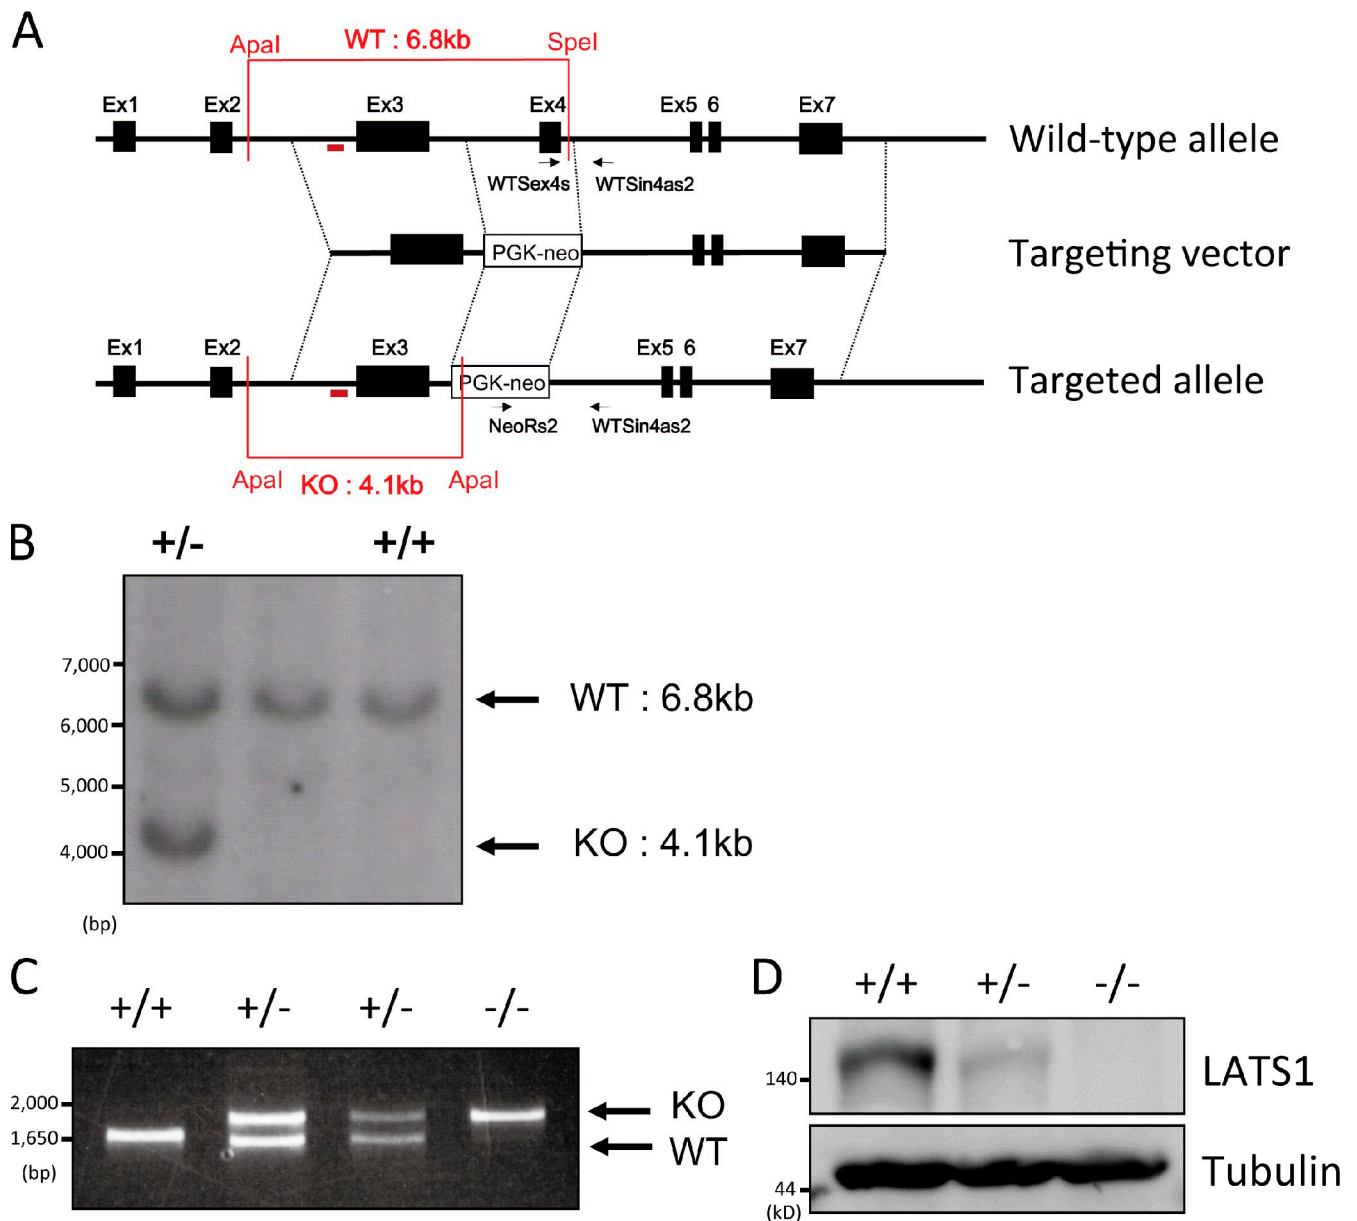 A
ApaI WT : 6.8kb SpeI
Ex1 Ex2 Ex3 Ex4 Ex5 6 Ex7
Wild-type allele
WTSex4s WTSin4as2
PGK-neo
Targeting vector
Ex1 Ex2 Ex3 Ex5 6 Ex7
PGK-neo
Targeted allele
NeoRs2 WTSin4as2
ApaI KO : 4.1kb ApaI
B
+/- +/+
7,000
WT : 6.8kb
6,000
5,000
KO : 4.1kb
4,000
(bp)
C
+/+ +/- +/- -/-
2,000
KO
1,650
WT
(bp)
D
+/+ +/- -/-
140
LATS1
Tubulin
44
(kD)